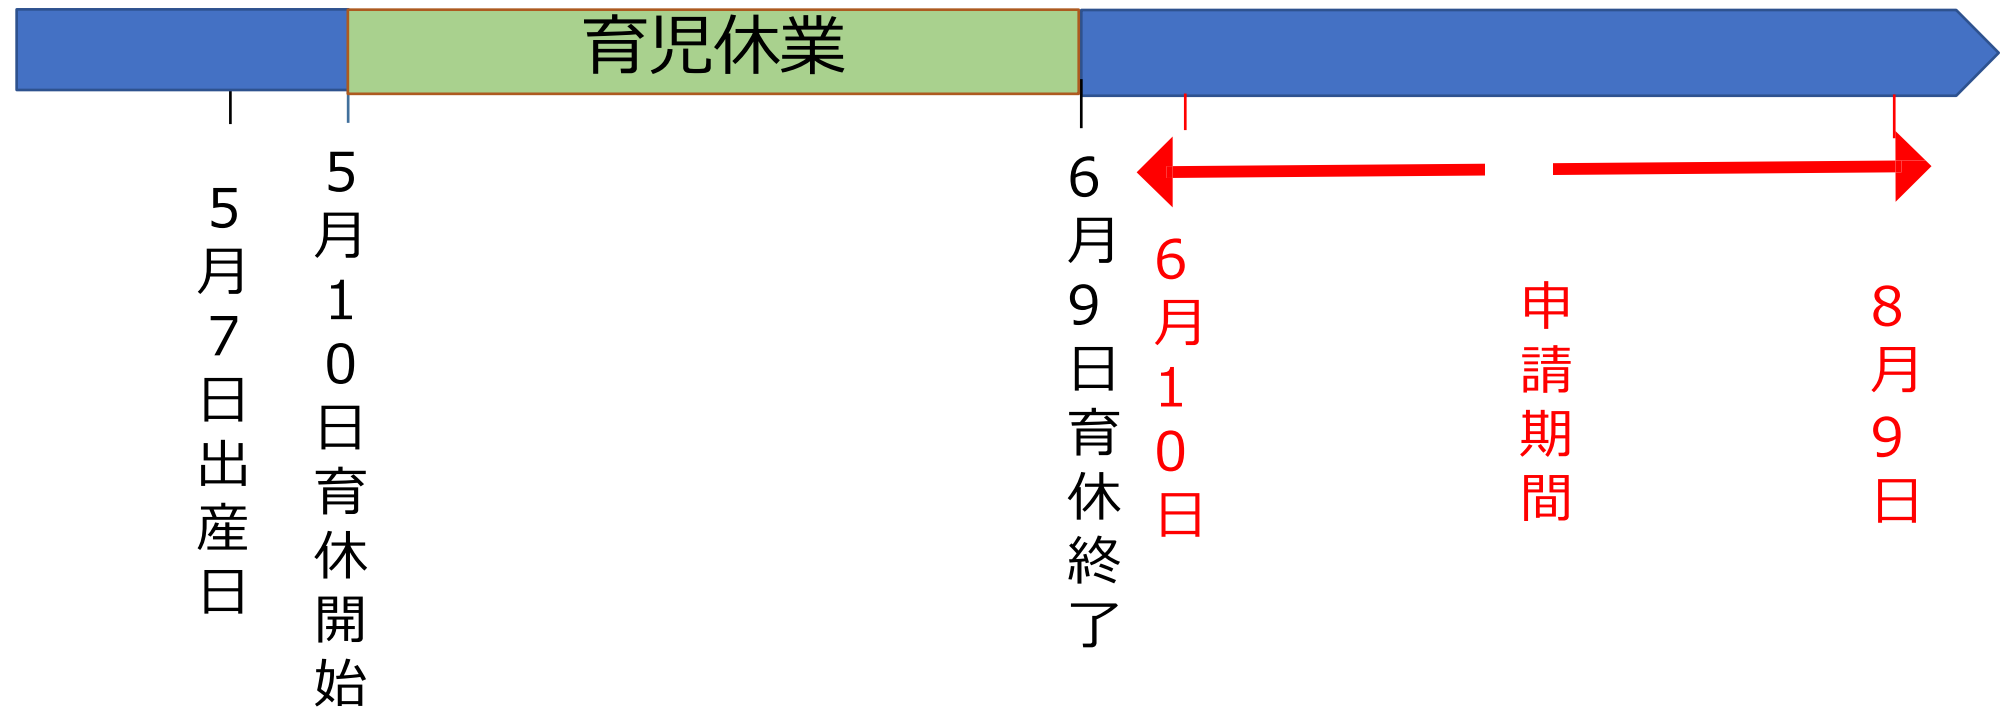 育児休業
５月７日出産日
５月１０日育休開始
６月９日育休終了
６月１０日
申請期間
８月９日